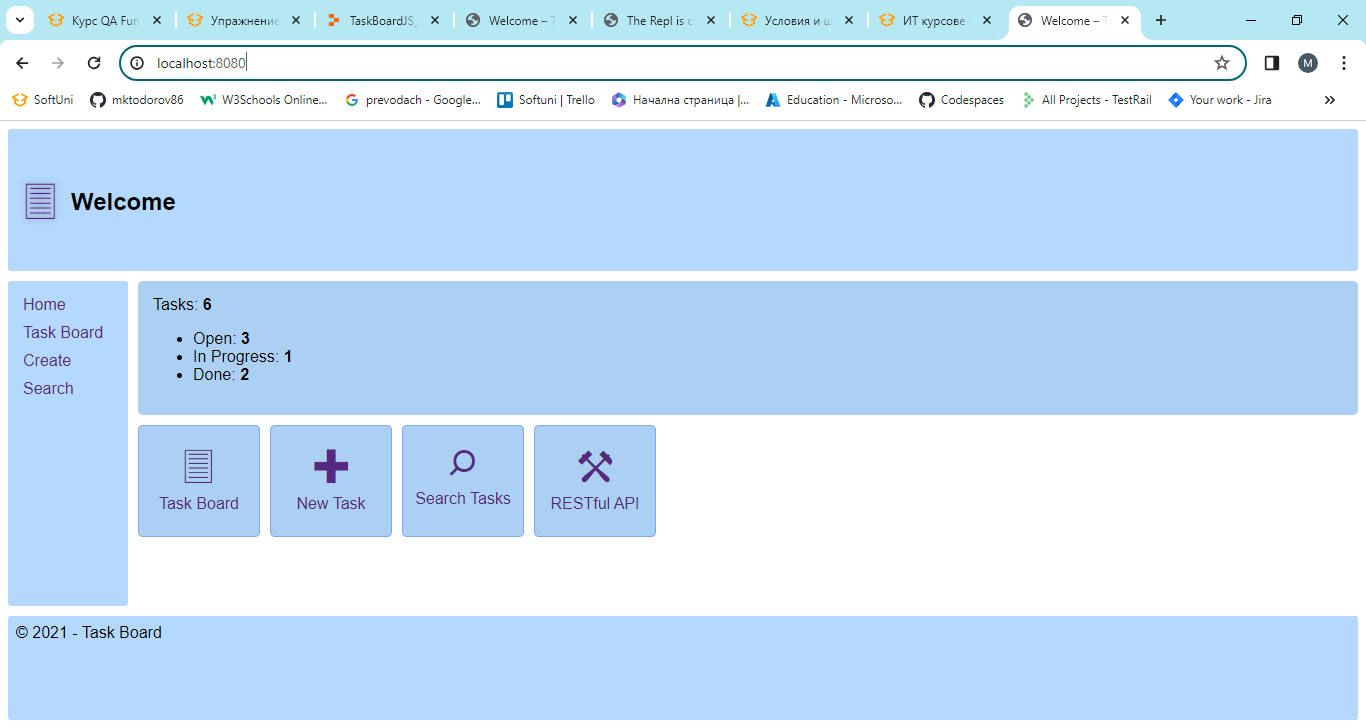 Курс QA Fun
Упражнение
TaskBoardJS_
Welcome – T
The Repl is c
Условия и ш
ИТ курсове
Welcome – T
localhost:8080
M
SoftUni
mktodorov86
W3Schools Online...
prevodach - Google...
Softuni | Trello
Начална страница |...
Education - Microso...
Codespaces
All Projects - TestRail
Your work - Jira
Welcome
Home
Task Board
Create
Search
Tasks: 6
Open: 3
In Progress: 1
Done: 2
Task Board
New Task
Search Tasks
RESTful API
© 2021 - Task Board